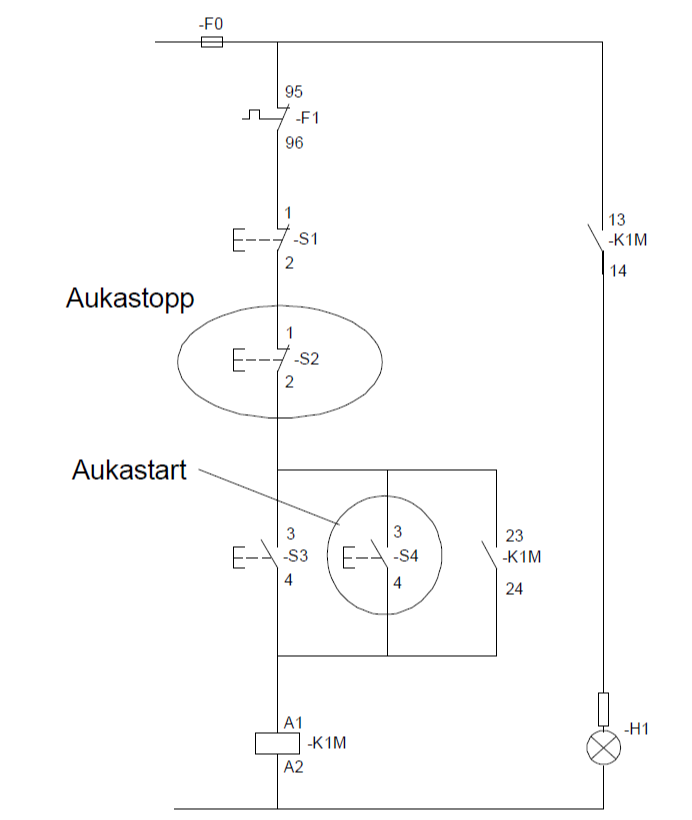 -F0
95
-F1
96
1
-S1
2
13
-K1M
14
Aukastopp
1
-S2
2
Aukastart
3
-S3
4
3
-S4
4
23
-K1M
24
A1
-K1M
A2
-H1